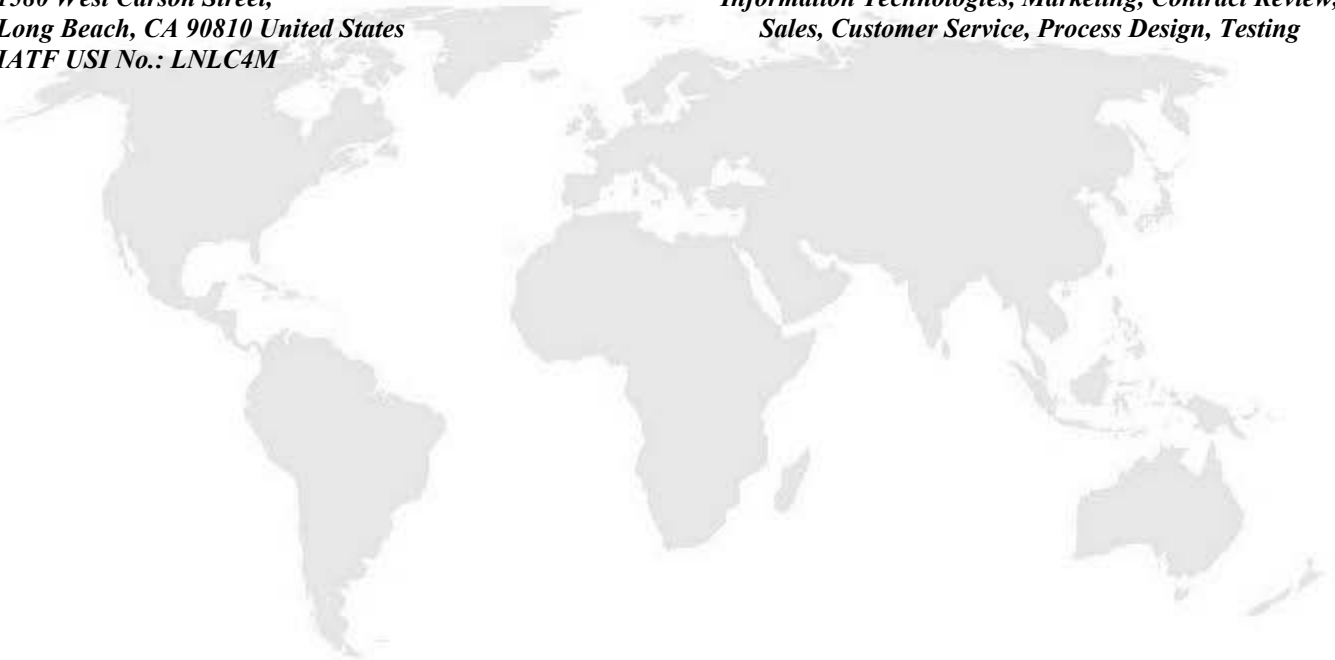 1580 West Carson Street,
Long Beach, CA 90810 United States
IATF USI No.: LNLC4M
Information Technologies, Marketing, Contract Review,
Sales, Customer Service, Process Design, Testing